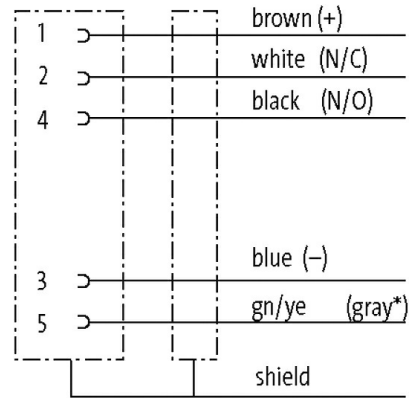 1 brown (+)
2 white (N/C)
4 black (N/O)
3 blue (–)
5 gn/ye (gray*)
shield